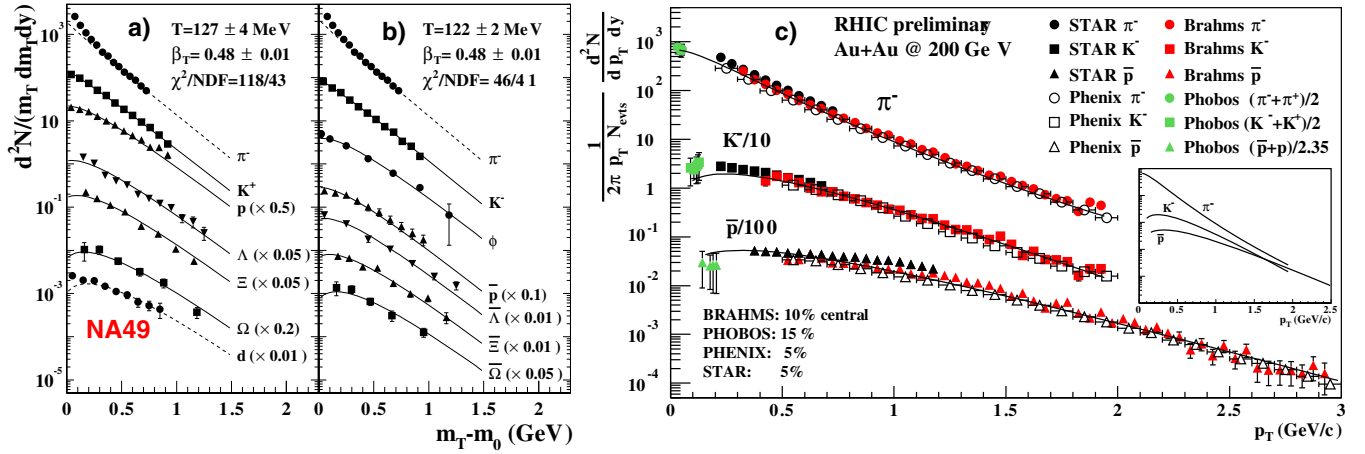 d²N/(m_T dm_T dy)
10³
10²
10
1
10⁻¹
10⁻²
10⁻³
10⁻⁵
a)
T=127 ± 4 MeV
β_T= 0.48 ± 0.01
χ²/NDF=118/43
π⁻
K⁺
p (× 0.5)
Λ (× 0.05)
Ξ (× 0.05)
Ω (× 0.2)
d (× 0.01)
NA49
0 0.5 1 1.5 2
b)
T=122 ± 2 MeV
β_T= 0.48 ± 0.01
χ²/NDF= 46/4 1
π⁻
K⁻
ϕ
p̅ (× 0.1)
Λ̅ (× 0.01)
Ξ̅ (× 0.01)
Ω̅ (× 0.05)
0 0.5 1 1.5 2
m_T-m_0 (GeV)
1/(2π p_T N_evts) d²N/(d p_T dy)
10³
10²
10
1
10⁻¹
10⁻²
10⁻³
10⁻⁴
RHIC preliminary
Au+Au @ 200 Ge V
c)
STAR π⁻
STAR K⁻
STAR p̅
Phenix π⁻
Phenix K⁻
Phenix p̅
Brahms π⁻
Brahms K⁻
Brahms p̅
Phobos (π⁻+π⁺)/2
Phobos (K⁻+K⁺)/2
Phobos (p̅+p)/2.35
π⁻
K⁻/10
p̅/100
BRAHMS: 10% central
PHOBOS: 15 %
PHENIX: 5%
STAR: 5%
K⁻
π⁻
p̅
0 0.5 1 1.5 2 2.5
p_T (GeV/c)
0 0.5 1 1.5 2 2.5 3
p_T (GeV/c)